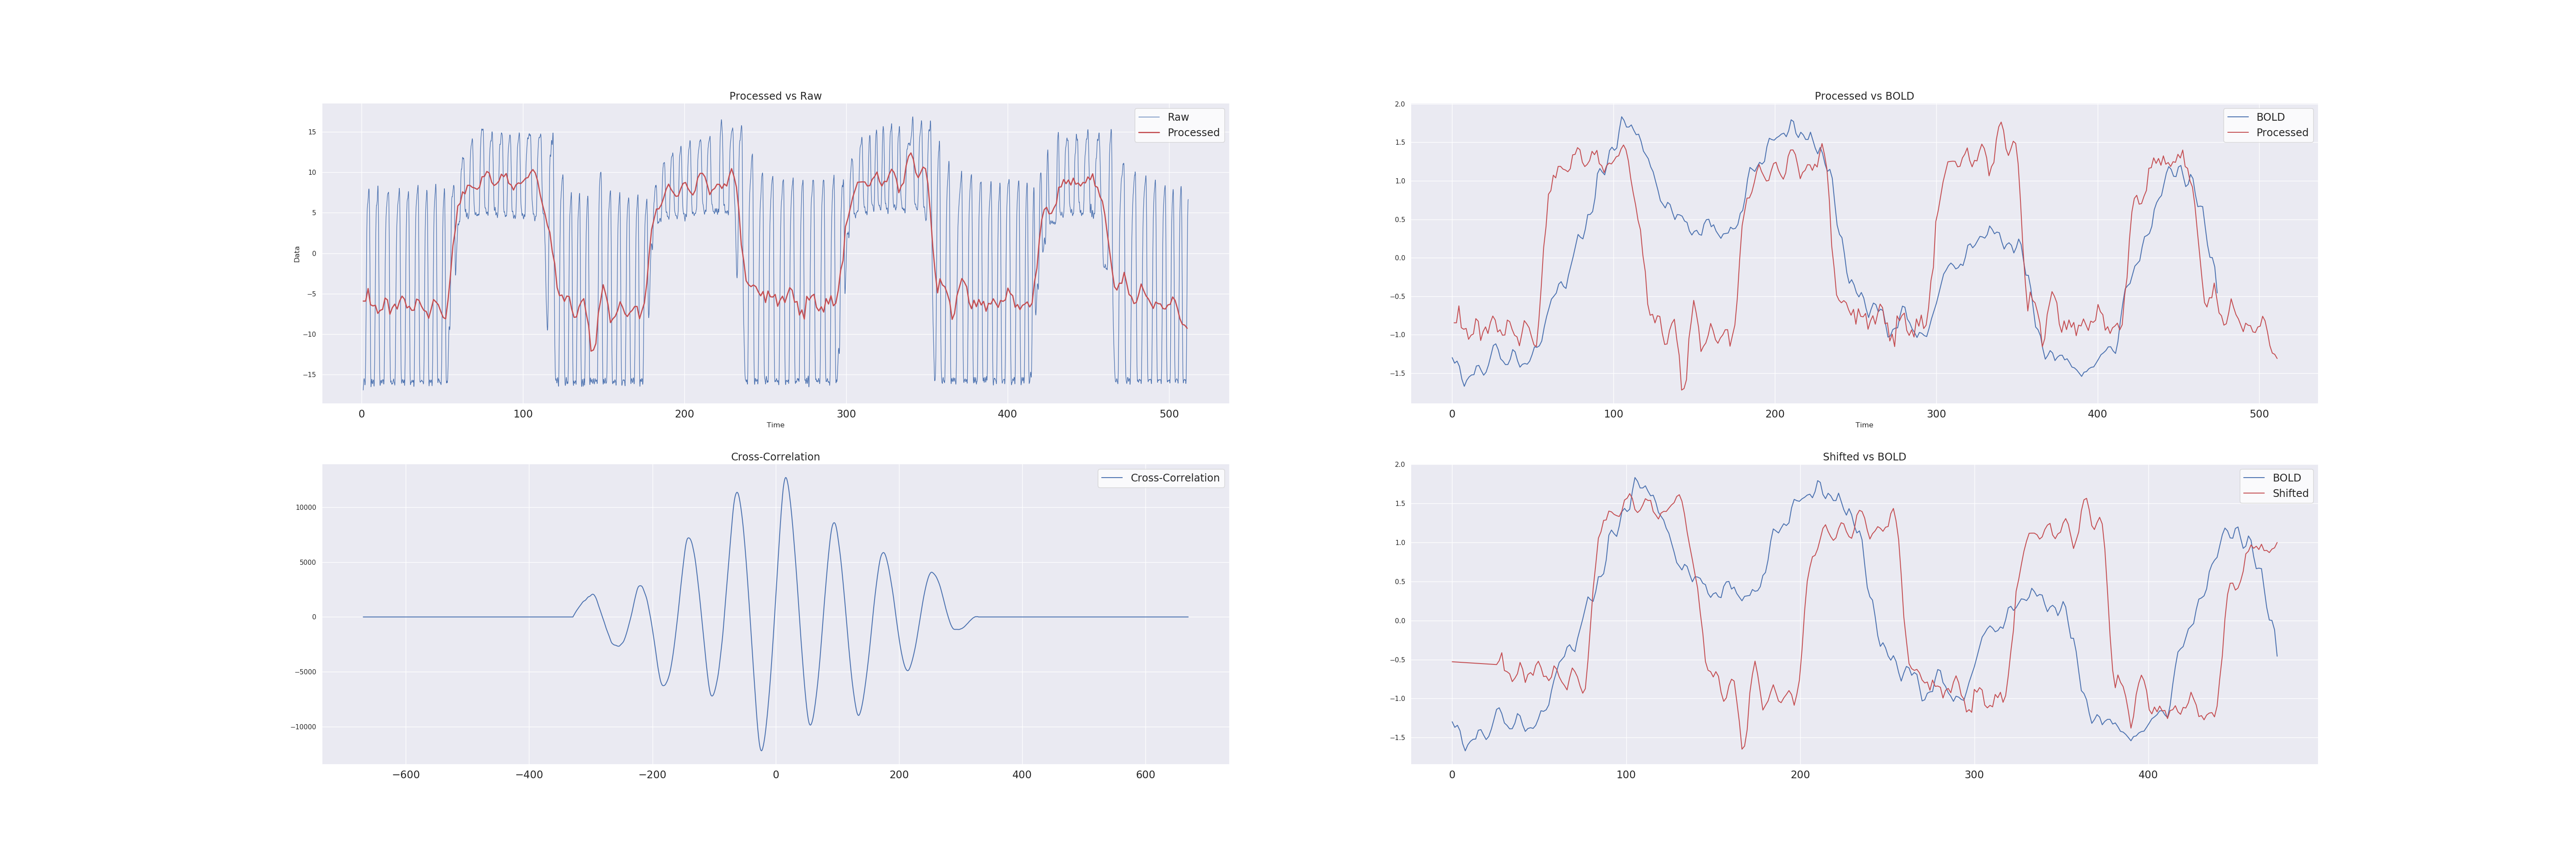 Processed vs Raw
Raw
Processed
Data
15
10
5
0
−5
−10
−15
0 100 200 300 400 500
Time
Processed vs BOLD
BOLD
Processed
2.0
1.5
1.0
0.5
0.0
−0.5
−1.0
−1.5
0 100 200 300 400 500
Time
Cross-Correlation
Cross-Correlation
10000
5000
0
−5000
−10000
−600 −400 −200 0 200 400 600
Shifted vs BOLD
BOLD
Shifted
2.0
1.5
1.0
0.5
0.0
−0.5
−1.0
−1.5
0 100 200 300 400